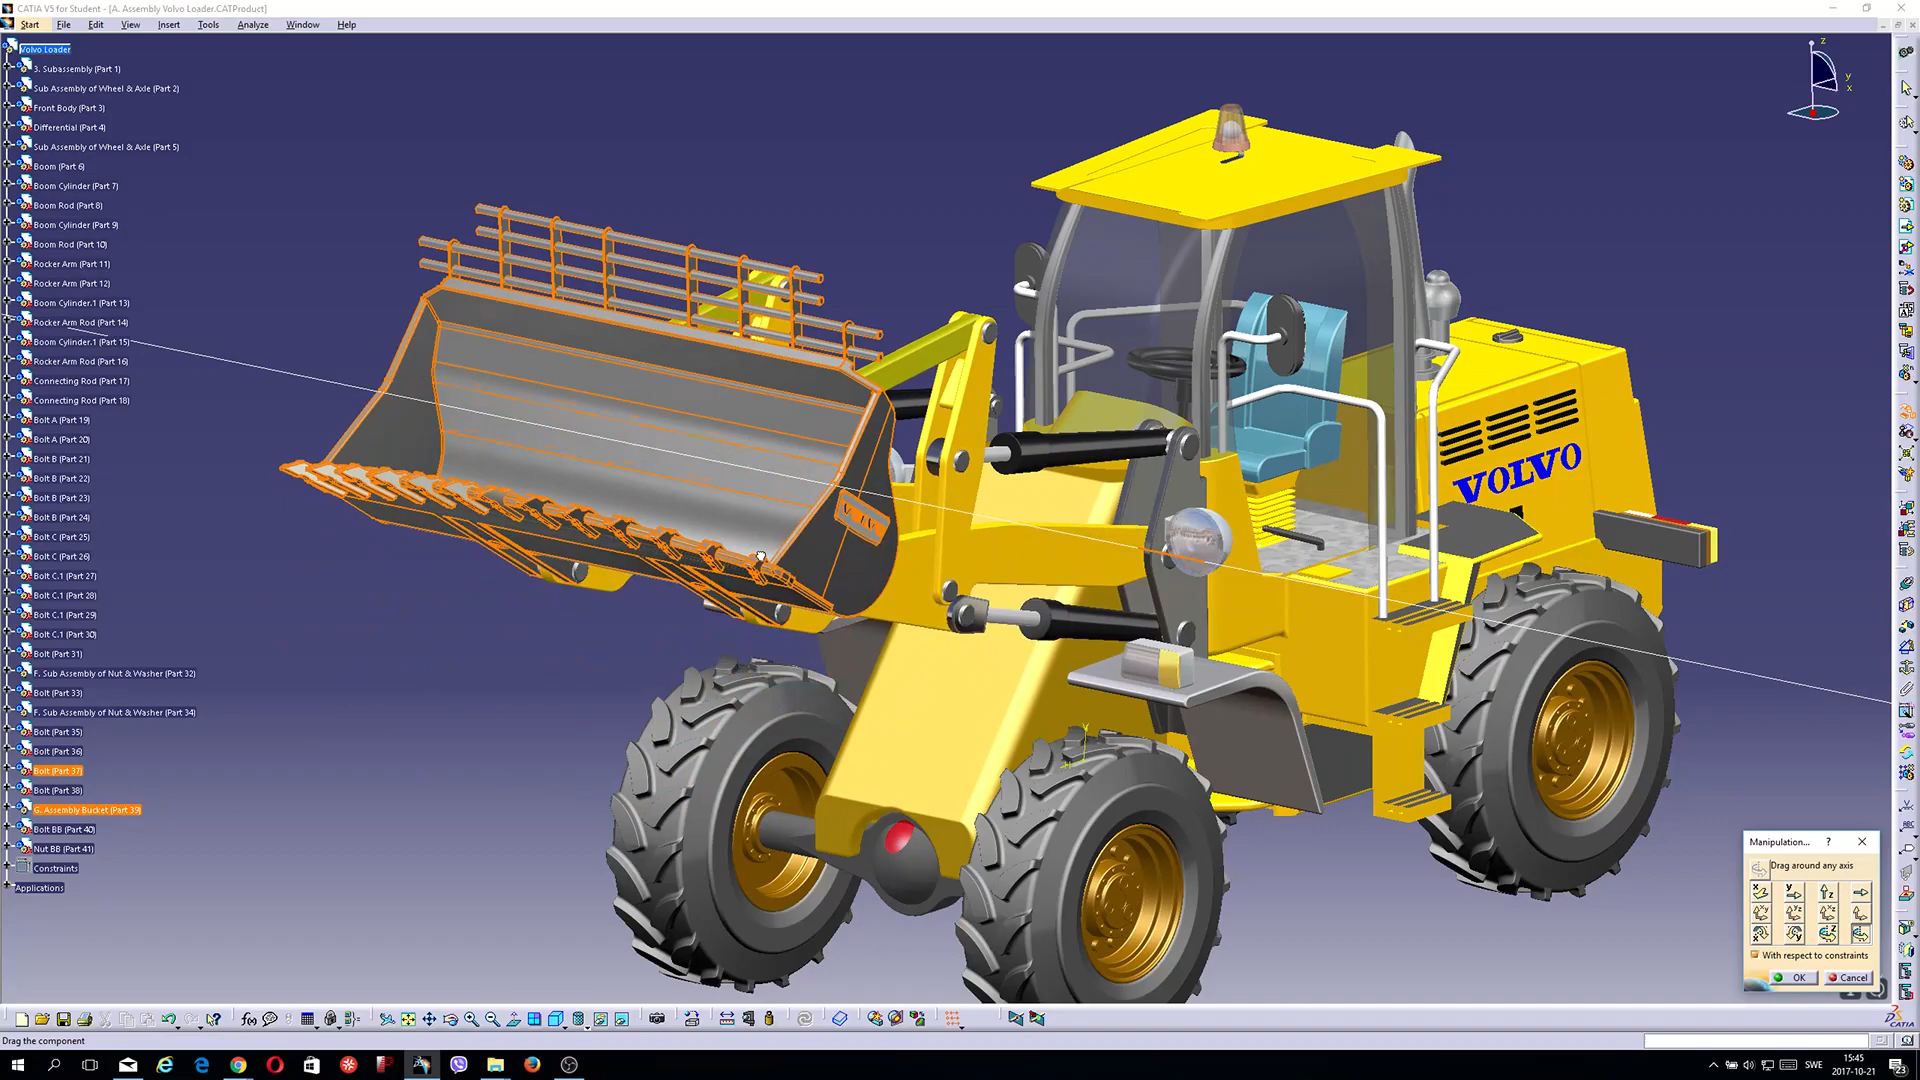 CATIA V5 for Student - [A. Assembly Volvo Loader.CATProduct]
Start File Edit View Insert Tools Analyze Window Help
Volvo Loader
3. Subassembly (Part 1)
Sub Assembly of Wheel & Axle (Part 2)
Front Body (Part 3)
Differential (Part 4)
Sub Assembly of Wheel & Axle (Part 5)
Boom (Part 6)
Boom Cylinder (Part 7)
Boom Rod (Part 8)
Boom Cylinder (Part 9)
Boom Rod (Part 10)
Rocker Arm (Part 11)
Rocker Arm (Part 12)
Boom Cylinder.1 (Part 13)
Rocker Arm Rod (Part 14)
Boom Cylinder.1 (Part 15)
Rocker Arm Rod (Part 16)
Connecting Rod (Part 17)
Connecting Rod (Part 18)
Bolt A (Part 19)
Bolt A (Part 20)
Bolt B (Part 21)
Bolt B (Part 22)
Bolt B (Part 23)
Bolt B (Part 24)
Bolt C (Part 25)
Bolt C (Part 26)
Bolt C.1 (Part 27)
Bolt C.1 (Part 28)
Bolt C.1 (Part 29)
Bolt C.1 (Part 30)
Bolt (Part 31)
F. Sub Assembly of Nut & Washer (Part 32)
Bolt (Part 33)
F. Sub Assembly of Nut & Washer (Part 34)
Bolt (Part 35)
Bolt (Part 36)
Bolt (Part 37)
Bolt (Part 38)
G. Assembly Bucket (Part 39)
Bolt BB (Part 40)
Nut BB (Part 41)
Constraints
Applications
z
y
x
VOLVO
VOLVO
Manipulation... ?
Drag around any axis
With respect to constraints
OK Cancel
CATIA
Drag the component
SWE
15:45
2017-10-21
23